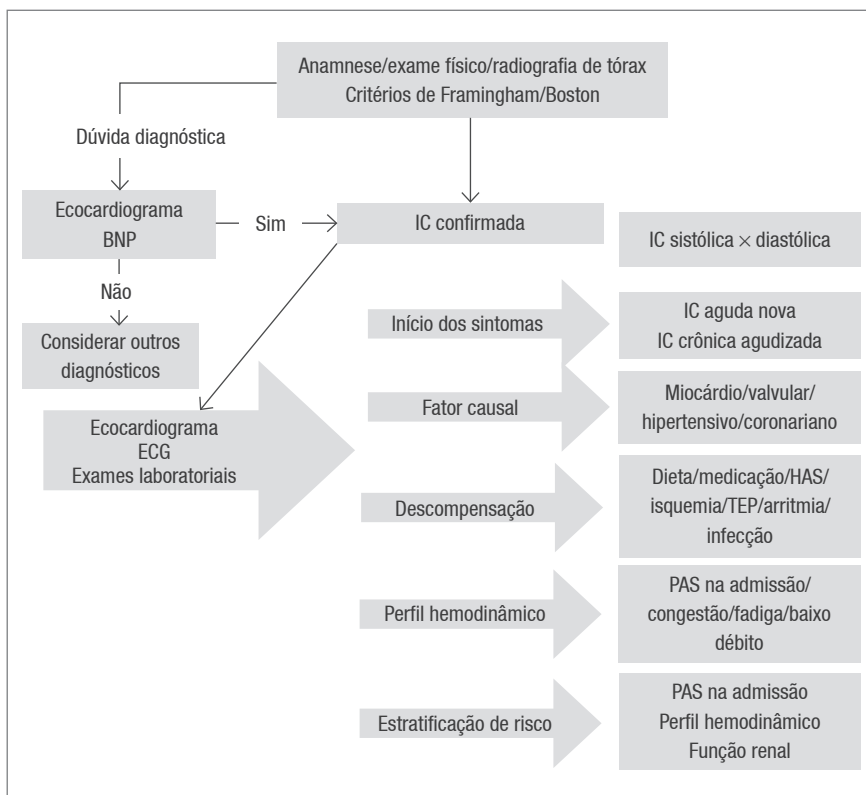 Anamnese/exame físico/radiografia de tórax
Critérios de Framingham/Boston
Dúvida diagnóstica
Ecocardiograma
BNP
Sim
IC confirmada
IC sistólica × diastólica
Não
Considerar outros
diagnósticos
Início dos sintomas
IC aguda nova
IC crônica agudizada
Ecocardiograma
ECG
Exames laboratoriais
Fator causal
Miocárdio/valvular/
hipertensivo/coronariano
Descompensação
Dieta/medicação/HAS/
isquemia/TEP/arritmia/
infecção
Perfil hemodinâmico
PAS na admissão/
congestão/fadiga/baixo
débito
Estratificação de risco
PAS na admissão
Perfil hemodinâmico
Função renal